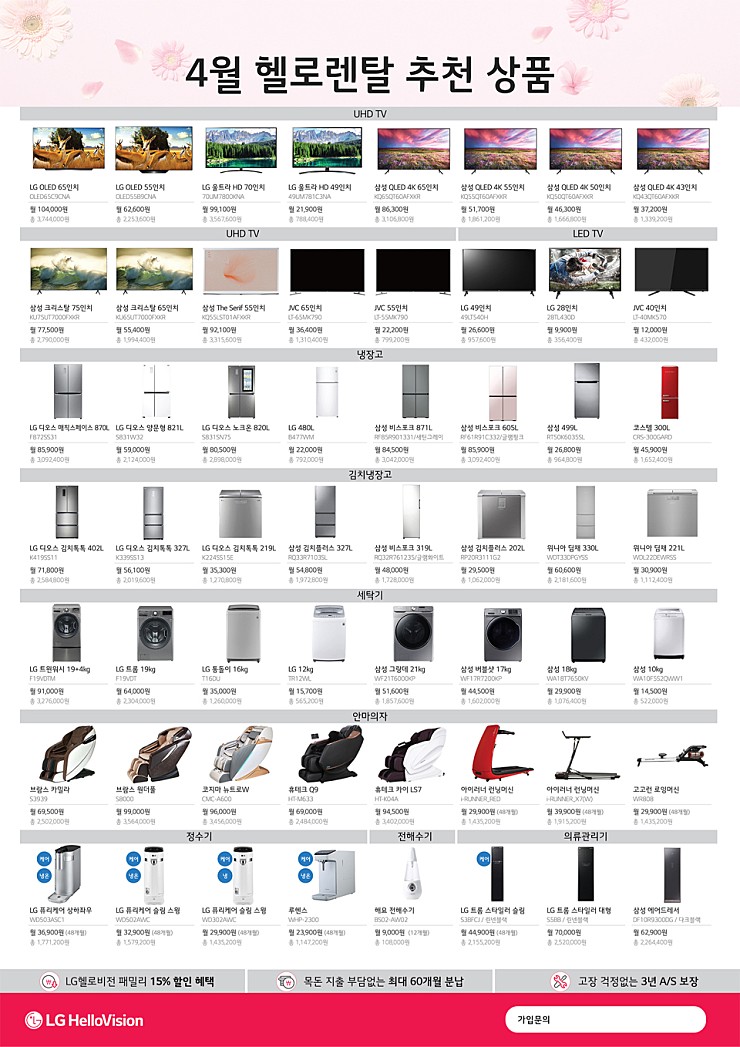 4월 헬로렌탈 추천 상품
UHD TV
LG OLED 65인치 LG OLED 55인치 LG 울트라 HD 70인치 LG 울트라 HD 49인치 삼성 QLED 4K 65인치 삼성 QLED 4K 55인치 삼성 QLED 4K 50인치 삼성 QLED 4K 43인치
OLED65C9CNA OLED55B9CNA 70UM7800KNA 49UM781C3NA KQ65QT60AFXKR KQ55QT60AFXKR KQ50QT60AFXKR KQ43QT60AFXKR
월 104,000원 월 62,600원 월 99,100원 월 21,900원 월 86,300원 월 51,700원 월 46,300원 월 37,200원
총 3,744,000원 총 2,253,600원 총 3,567,600원 총 788,400원 총 3,106,800원 총 1,861,200원 총 1,666,800원 총 1,339,200원
UHD TV LED TV
삼성 크리스탈 75인치 삼성 크리스탈 65인치 삼성 The Serif 55인치 JVC 65인치 JVC 55인치 LG 49인치 LG 28인치 JVC 40인치
KU75UT7000FXKR KU65UT7000FXKR KQ55LST01AFXKR LT-65MK790 LT-55MK790 49LT540H 28TL430D LT-40MK570
월 77,500원 월 55,400원 월 92,100원 월 36,400원 월 22,200원 월 26,600원 월 9,900원 월 12,000원
총 2,790,000원 총 1,994,400원 총 3,315,600원 총 1,310,400원 총 799,200원 총 957,600원 총 356,400원 총 432,000원
냉장고
LG 디오스 매직스페이스 870L LG 디오스 양문형 821L LG 디오스 노크온 820L LG 480L 삼성 비스포크 871L 삼성 비스포크 605L 삼성 499L 코스텔 300L
F872SS31 S831W32 S831SN75 B477WM RF85R901331/새틴그레이 RF61R91C332/글램핑크 RT50K6035SL CRS-300GARD
월 85,900원 월 59,000원 월 80,500원 월 22,000원 월 84,500원 월 85,900원 월 26,800원 월 45,900원
총 3,092,400원 총 2,124,000원 총 2,898,000원 총 792,000원 총 3,042,000원 총 3,092,400원 총 964,800원 총 1,652,400원
김치냉장고
LG 디오스 김치톡톡 402L LG 디오스 김치톡톡 327L LG 디오스 김치톡톡 219L 삼성 김치플러스 327L 삼성 비스포크 319L 삼성 김치플러스 202L 위니아 딤채 330L 위니아 딤채 221L
K419SS11 K339SS13 K224SS15E RQ33R71035L RQ32R761235/글램화이트 RP20R3111G2 WDT33DFGYSS WDL22DEWRSS
월 71,800원 월 56,100원 월 35,300원 월 54,800원 월 48,000원 월 29,500원 월 60,600원 월 30,900원
총 2,584,800원 총 2,019,600원 총 1,270,800원 총 1,972,800원 총 1,728,000원 총 1,062,000원 총 2,181,600원 총 1,112,400원
세탁기
LG 트윈워시 19+4kg LG 트롬 19kg LG 통돌이 16kg LG 12kg 삼성 그랑데 21kg 삼성 버블샷 17kg 삼성 18kg 삼성 10kg
F19VDTM F19VDT T16DU TR12WL WF21T6000KP WF17R7200KP WA18T7650KV WA10F5S2QWW1
월 91,000원 월 64,000원 월 35,000원 월 15,700원 월 51,600원 월 44,500원 월 29,900원 월 14,500원
총 3,276,000원 총 2,304,000원 총 1,260,000원 총 565,200원 총 1,857,600원 총 1,602,000원 총 1,076,400원 총 522,000원
안마의자
브람스 카밀라 브람스 원더풀 코지마 뉴트로W 휴테크 Q9 휴테크 카이 LS7 아이러너 런닝머신 아이러너 런닝머신 고고런 로잉머신
S3939 S8000 CMC-A600 HT-M633 HT-K04A i-RUNNER_RED i-RUNNER_X7(W) WR808
월 69,500원 월 99,000원 월 96,000원 월 69,000원 월 94,500원 월 29,900원 (48개월) 월 39,900원 (48개월) 월 29,900원 (48개월)
총 2,502,000원 총 3,564,000원 총 3,456,000원 총 2,484,000원 총 3,402,000원 총 1,435,200원 총 1,915,200원 총 1,435,200원
정수기 전해수기 의류관리기
케어 케어 케어 케어 케어
냉온 냉온 냉 냉온
LG 퓨리케어 상하좌우 LG 퓨리케어 슬림 스윙 LG 퓨리케어 슬림 스윙 루헨스 해요 전해수기 LG 트롬 스타일러 슬림 LG 트롬 스타일러 대형 삼성 에어드레서
WD503ASC1 WD502AWC WD302AWC WHP-2300 BS02-AW02 S3BFCJ / 린넨블랙 S5BB / 린넨블랙 DF10R9300DG / 다크블랙
월 36,900원 (48개월) 월 32,900원 (48개월) 월 29,900원 (48개월) 월 23,900원 (48개월) 월 9,000원 (12개월) 월 44,900원 (48개월) 월 70,000원 월 62,900원
총 1,771,200원 총 1,579,200원 총 1,435,200원 총 1,147,200원 총 108,000원 총 2,155,200원 총 2,520,000원 총 2,264,400원
LG헬로비전 패밀리 15% 할인 혜택 목돈 지출 부담없는 최대 60개월 분납 고장 걱정없는 3년 A/S 보장
LG HelloVision 가입문의